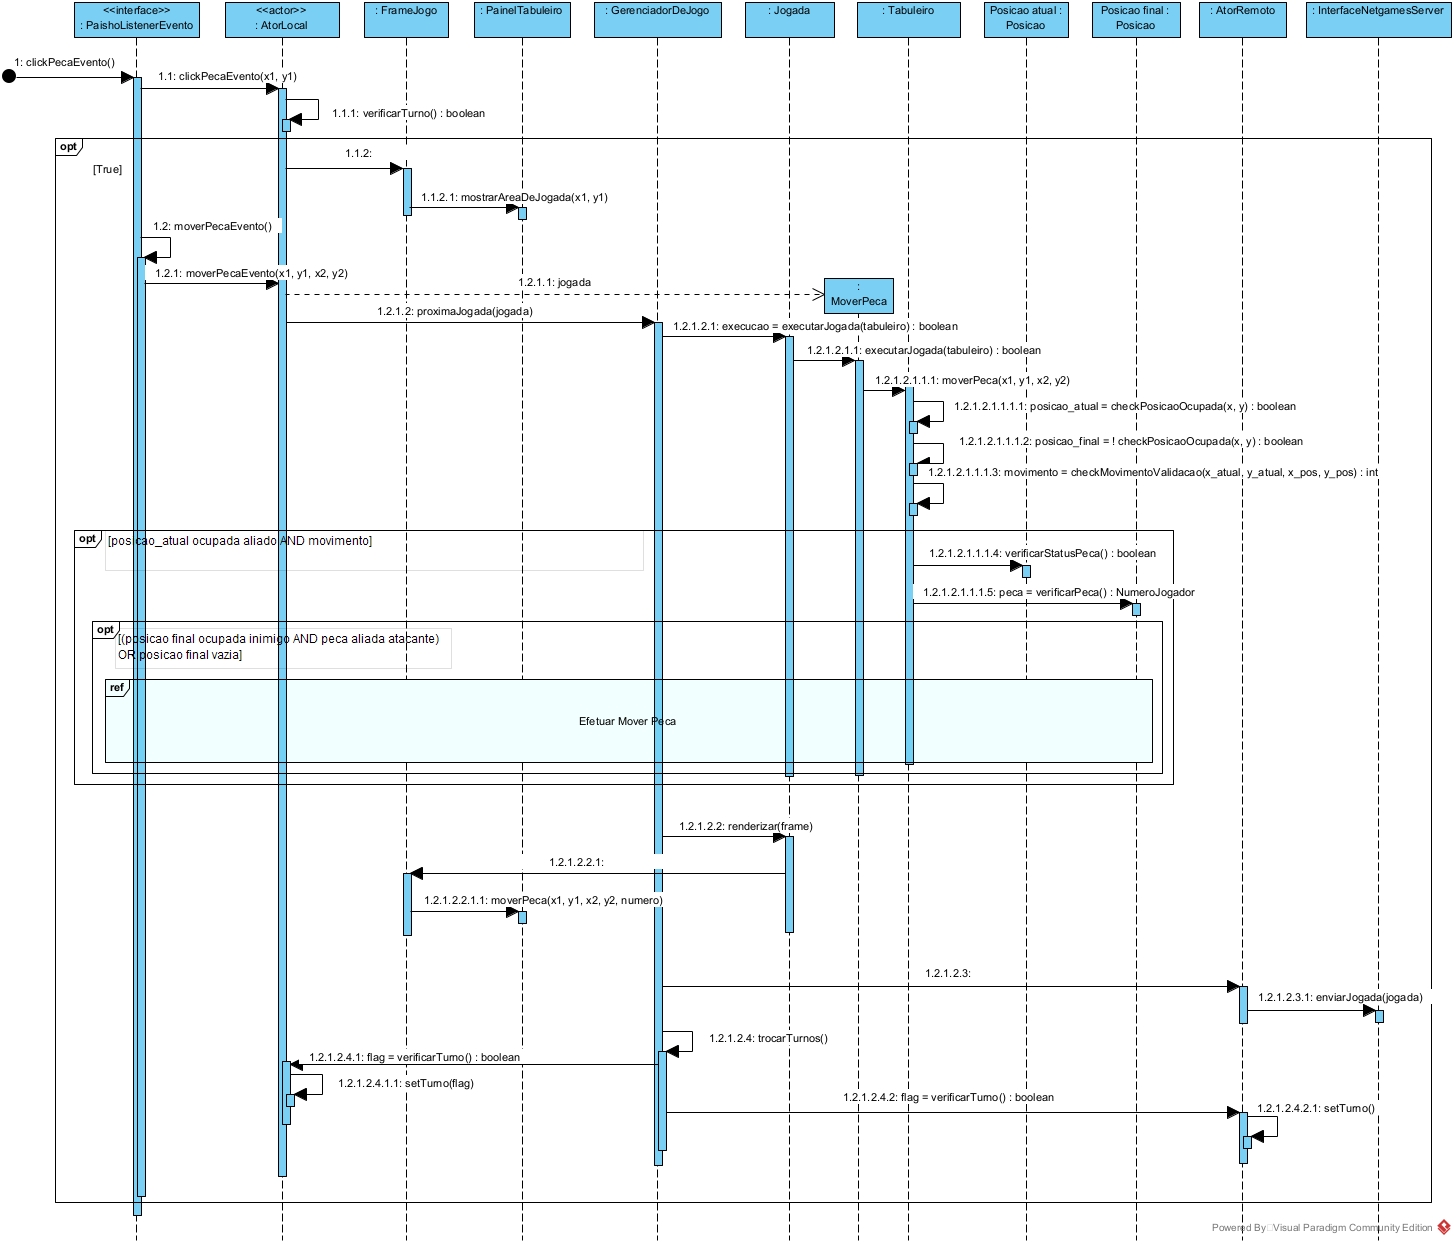 <<interface>>
: PaishoListenerEvento
<<actor>>
: AtorLocal
: FrameJogo
: PainelTabuleiro
: GerenciadorDeJogo
: Jogada
: Tabuleiro
Posicao atual :
Posicao
Posicao final :
Posicao
: AtorRemoto
: InterfaceNetgamesServer
1: clickPecaEvento()
1.1: clickPecaEvento(x1, y1)
1.1.1: verificarTurno() : boolean
opt
[True]
1.1.2:
1.1.2.1: mostrarAreaDeJogada(x1, y1)
1.2: moverPecaEvento()
1.2.1: moverPecaEvento(x1, y1, x2, y2)
1.2.1.1: jogada
:
MoverPeca
1.2.1.2: proximaJogada(jogada)
1.2.1.2.1: execucao = executarJogada(tabuleiro) : boolean
1.2.1.2.1.1: executarJogada(tabuleiro) : boolean
1.2.1.2.1.1.1: moverPeca(x1, y1, x2, y2)
1.2.1.2.1.1.1.1: posicao_atual = checkPosicaoOcupada(x, y) : boolean
1.2.1.2.1.1.1.2: posicao_final = ! checkPosicaoOcupada(x, y) : boolean
1.2.1.2.1.1.1.3: movimento = checkMovimentoValidacao(x_atual, y_atual, x_pos, y_pos) : int
opt
[posicao_atual ocupada aliado AND movimento]
1.2.1.2.1.1.1.4: verificarStatusPeca() : boolean
1.2.1.2.1.1.1.5: peca = verificarPeca() : NumeroJogador
opt
[(posicao final ocupada inimigo AND peca aliada atacante)
OR posicao final vazia]
ref
Efetuar Mover Peca
1.2.1.2.2: renderizar(frame)
1.2.1.2.2.1:
1.2.1.2.2.1.1: moverPeca(x1, y1, x2, y2, numero)
1.2.1.2.3:
1.2.1.2.3.1: enviarJogada(jogada)
1.2.1.2.4: trocarTurnos()
1.2.1.2.4.1: flag = verificarTurno() : boolean
1.2.1.2.4.1.1: setTurno(flag)
1.2.1.2.4.2: flag = verificarTurno() : boolean
1.2.1.2.4.2.1: setTurno()
Powered By Visual Paradigm Community Edition